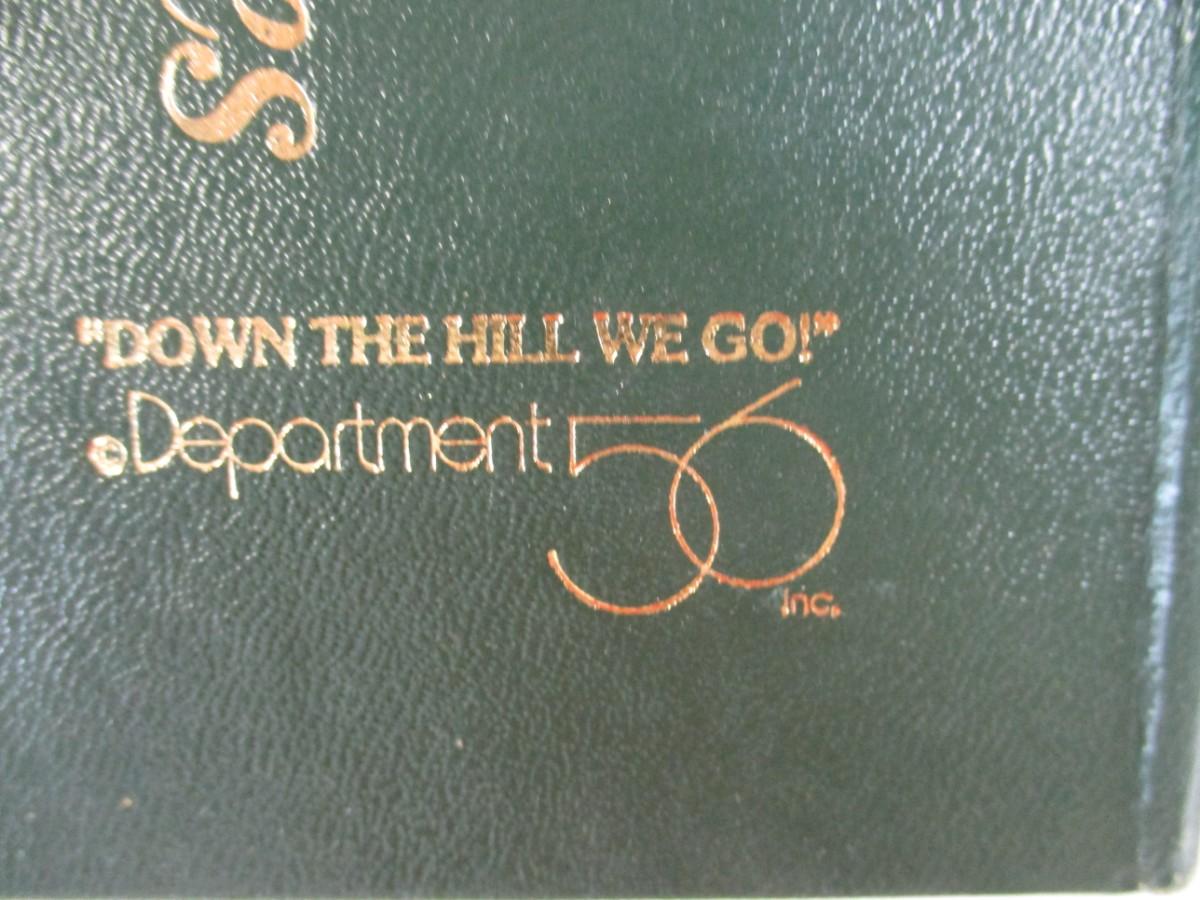 "DOWN THE HILL WE GO!"
©Department 56
Inc.